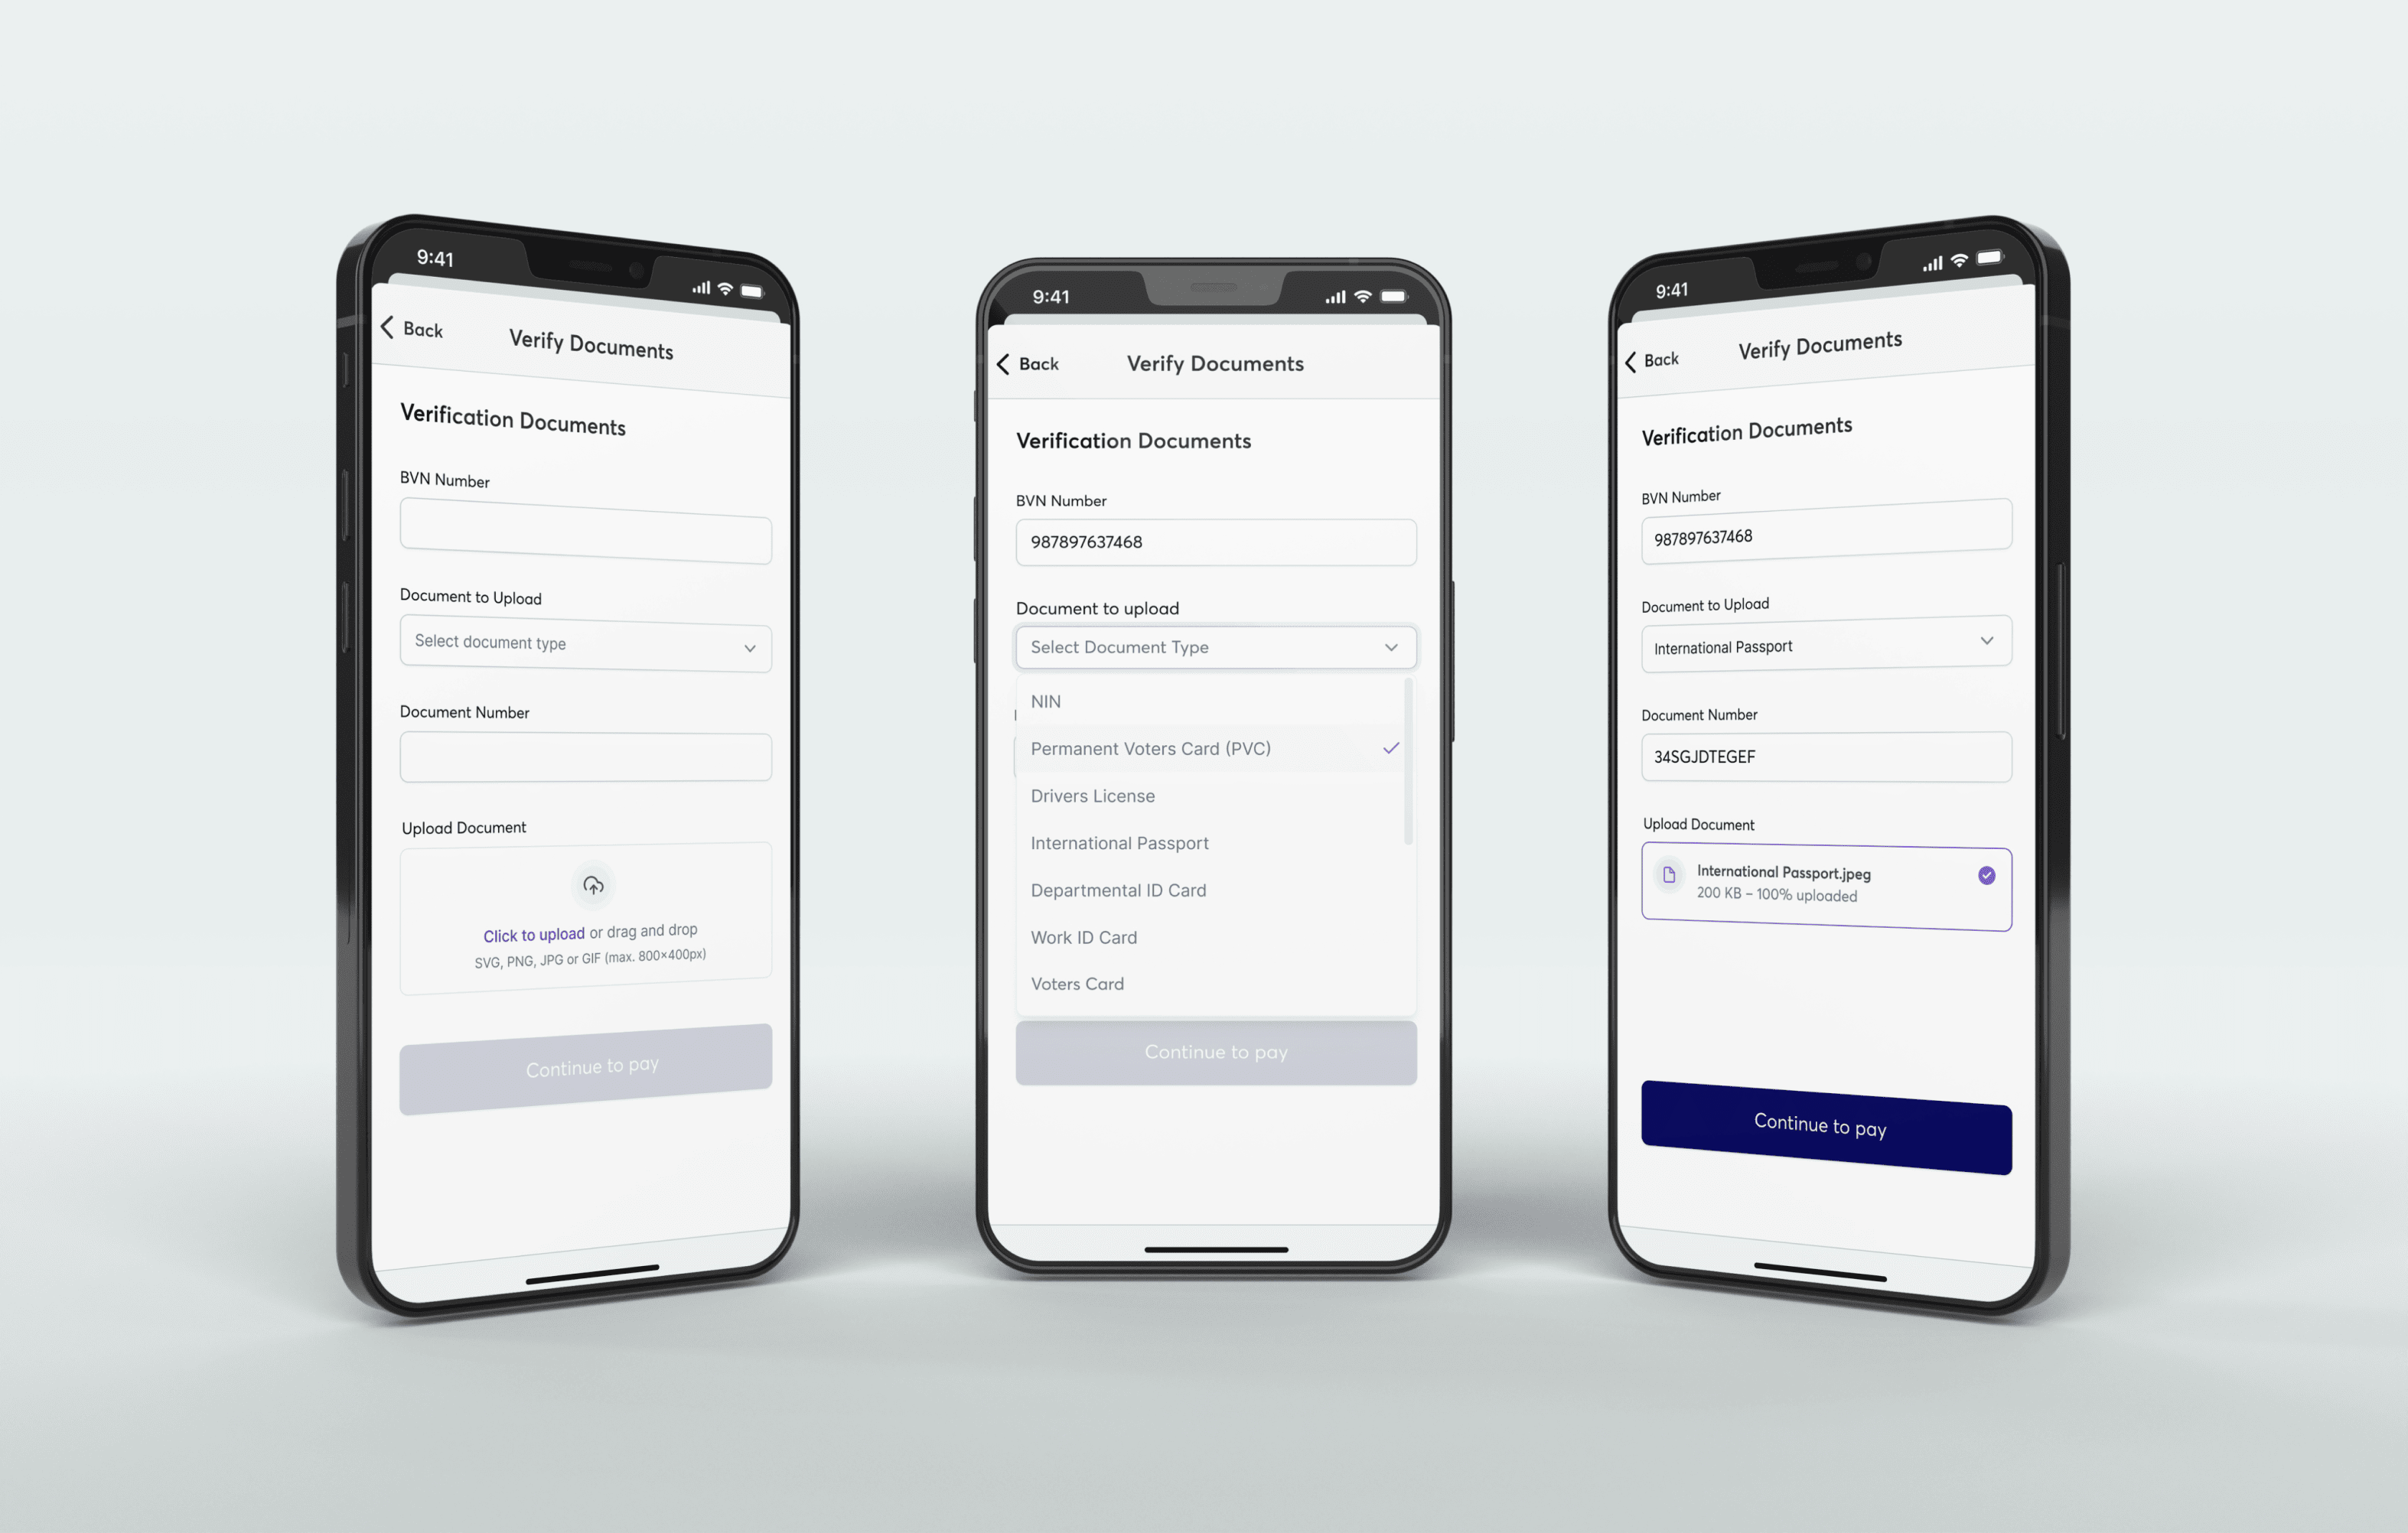 9:41
Back
Verify Documents
Verification Documents
BVN Number
Document to Upload
Select document type
Document Number
Upload Document
Click to upload or drag and drop
SVG, PNG, JPG or GIF (max. 800×400px)
Continue to pay
9:41
Back
Verify Documents
Verification Documents
BVN Number
987897637468
Document to upload
Select Document Type
NIN
Permanent Voters Card (PVC)
Drivers License
International Passport
Departmental ID Card
Work ID Card
Voters Card
Continue to pay
9:41
Back
Verify Documents
Verification Documents
BVN Number
987897637468
Document to Upload
International Passport
Document Number
34SGJDTEGEF
Upload Document
International Passport.jpeg
200 KB – 100% uploaded
Continue to pay